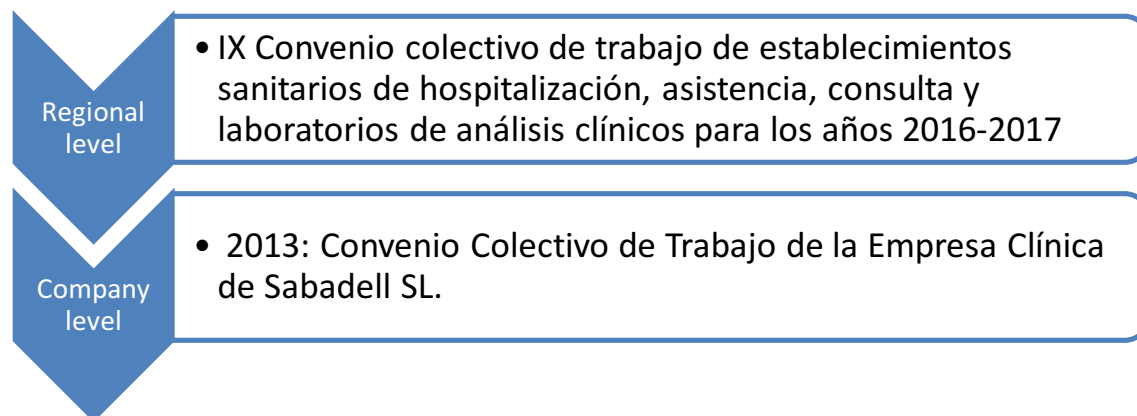 Regional
level
• IX Convenio colectivo de trabajo de establecimientos
sanitarios de hospitalización, asistencia, consulta y
laboratorios de análisis clínicos para los años 2016-2017
Company
level
• 2013: Convenio Colectivo de Trabajo de la Empresa Clínica
de Sabadell SL.